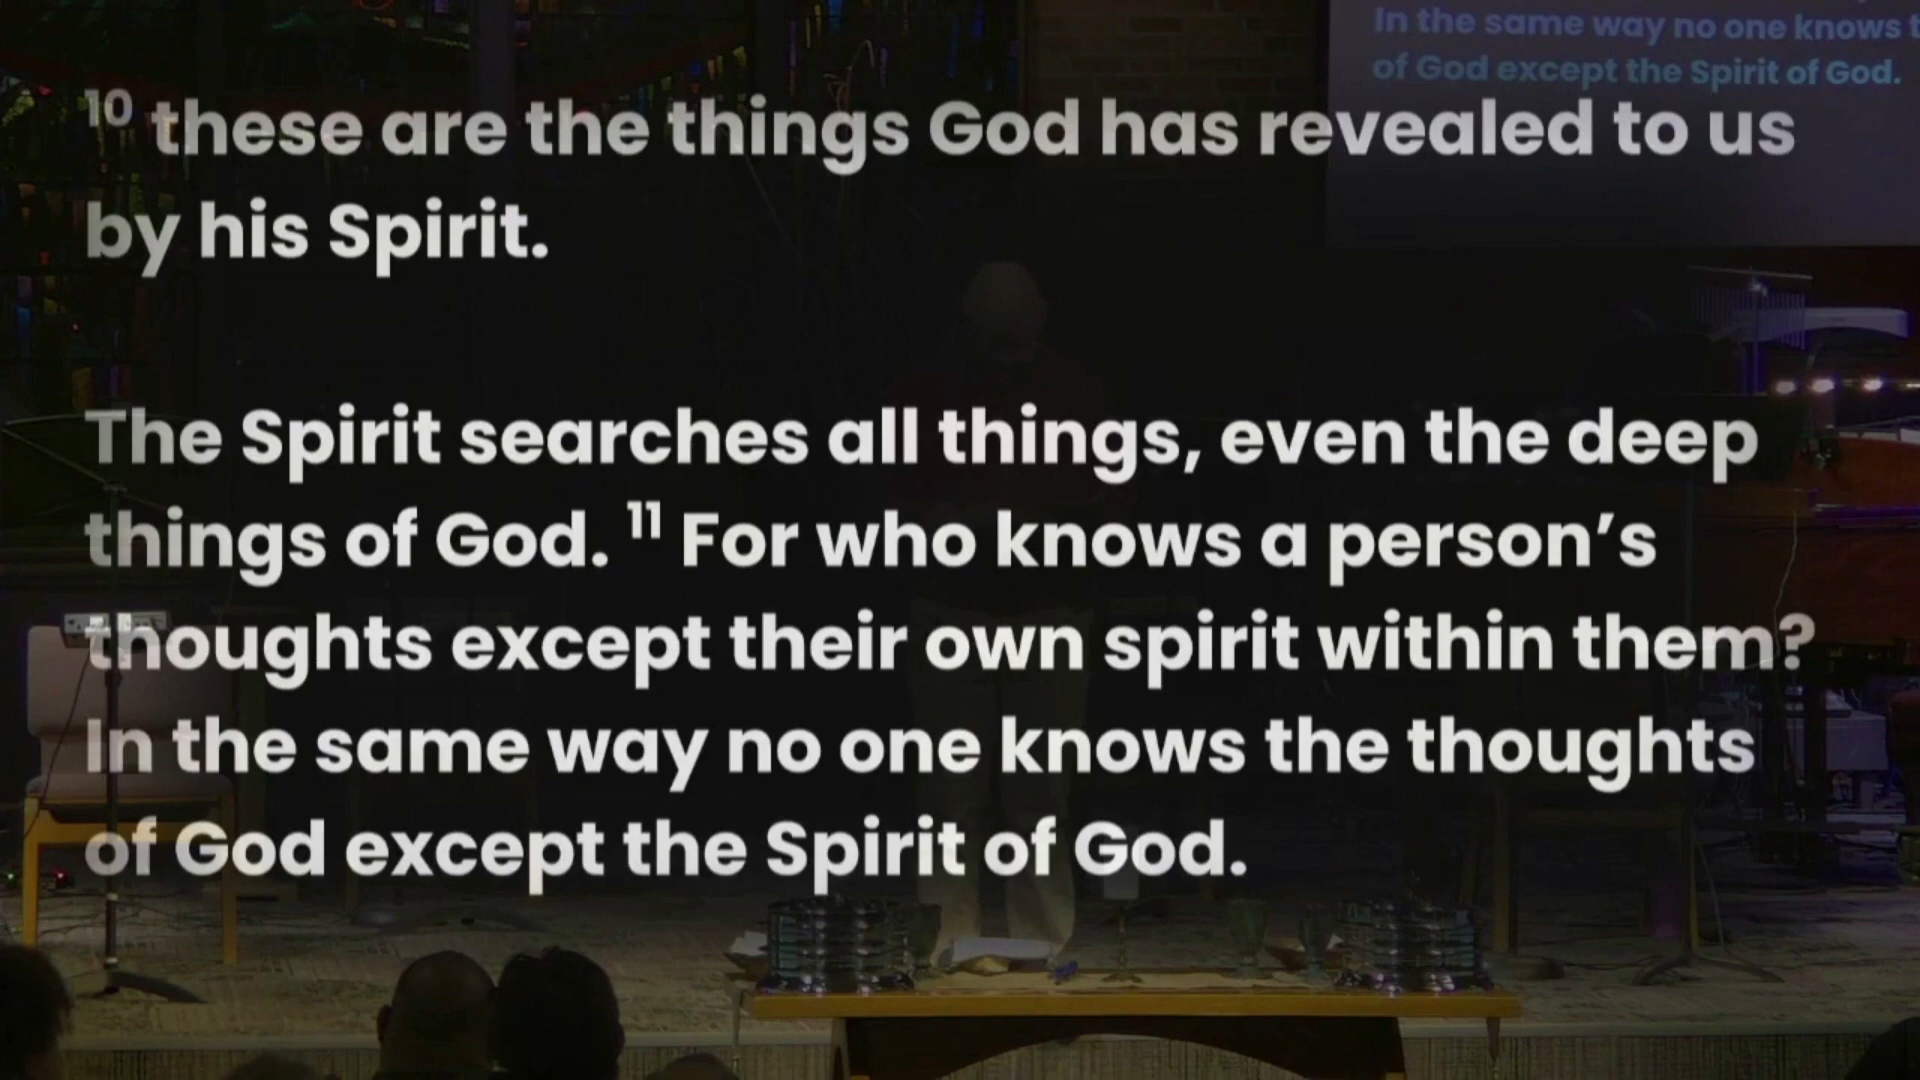 In the same way no one knows
of God except the Spirit of God.
10 these are the things God has revealed to us
by his Spirit.
The Spirit searches all things, even the deep
things of God. 11 For who knows a person’s
thoughts except their own spirit within them?
In the same way no one knows the thoughts
of God except the Spirit of God.